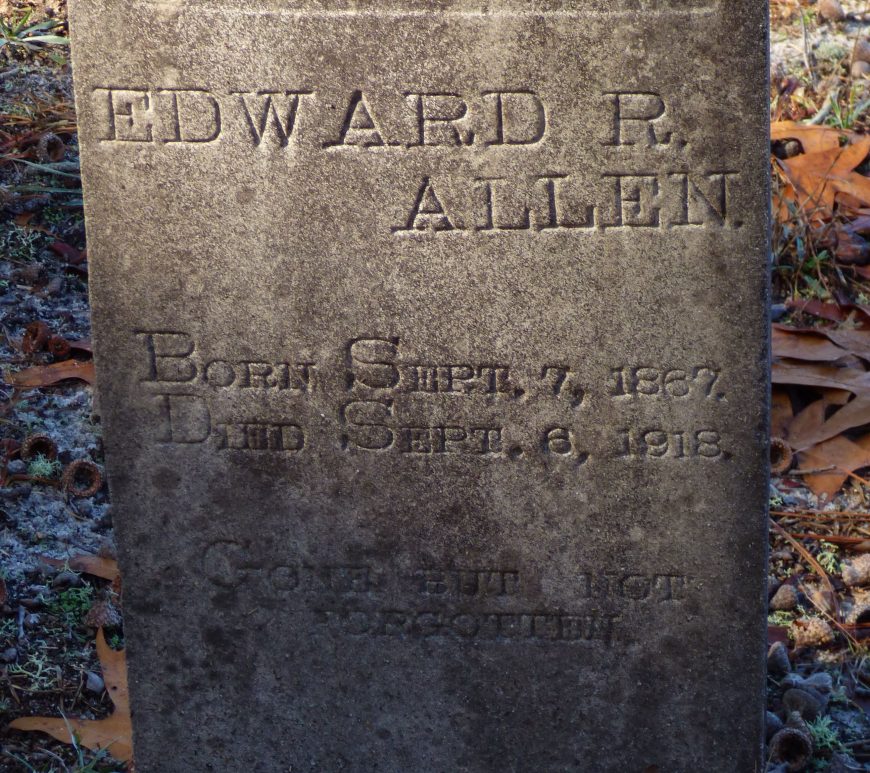 EDWARD R.
ALLEN.
BORN SEPT. 7, 1867.
DIED SEPT. 6, 1918.
GONE BUT NOT
FORGOTTEN.